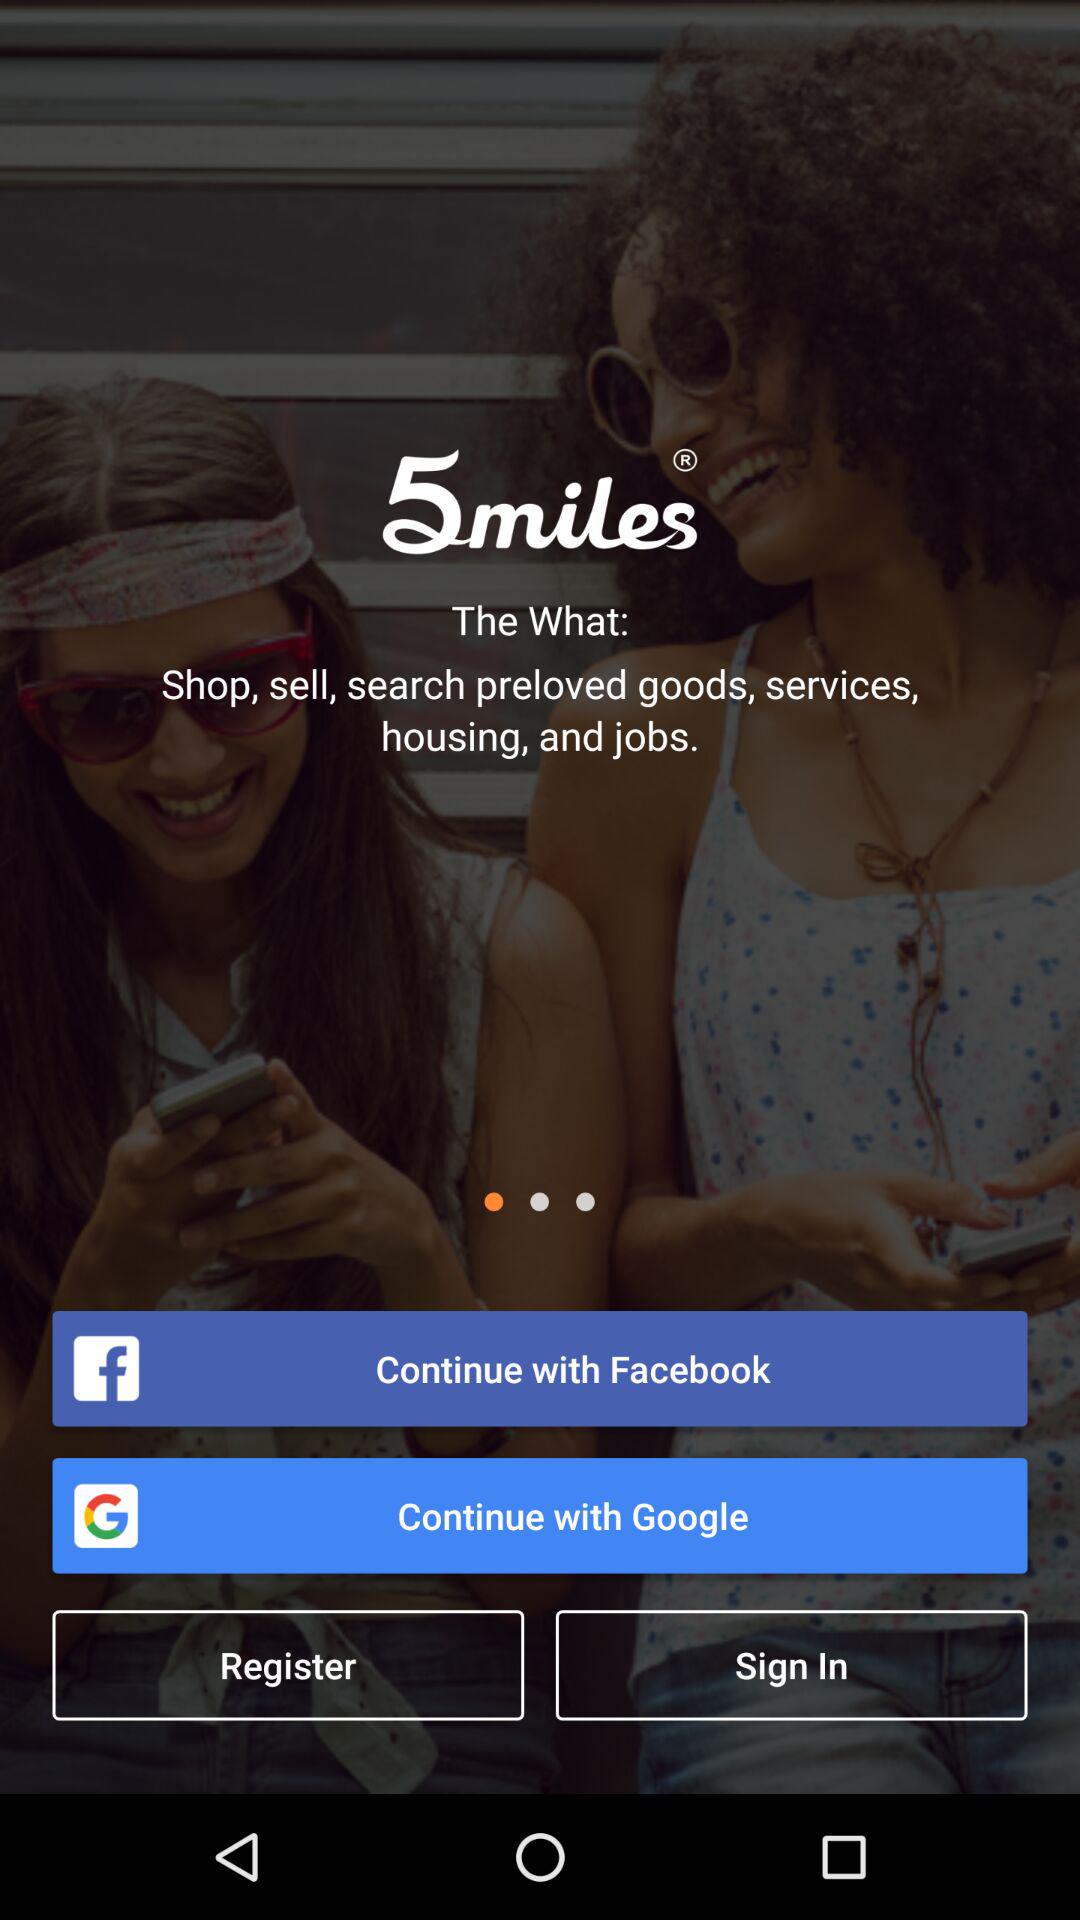 5miles®
The What:
Shop, sell, search preloved goods, services,
housing, and jobs.
Continue with Facebook
Continue with Google
Register
Sign In